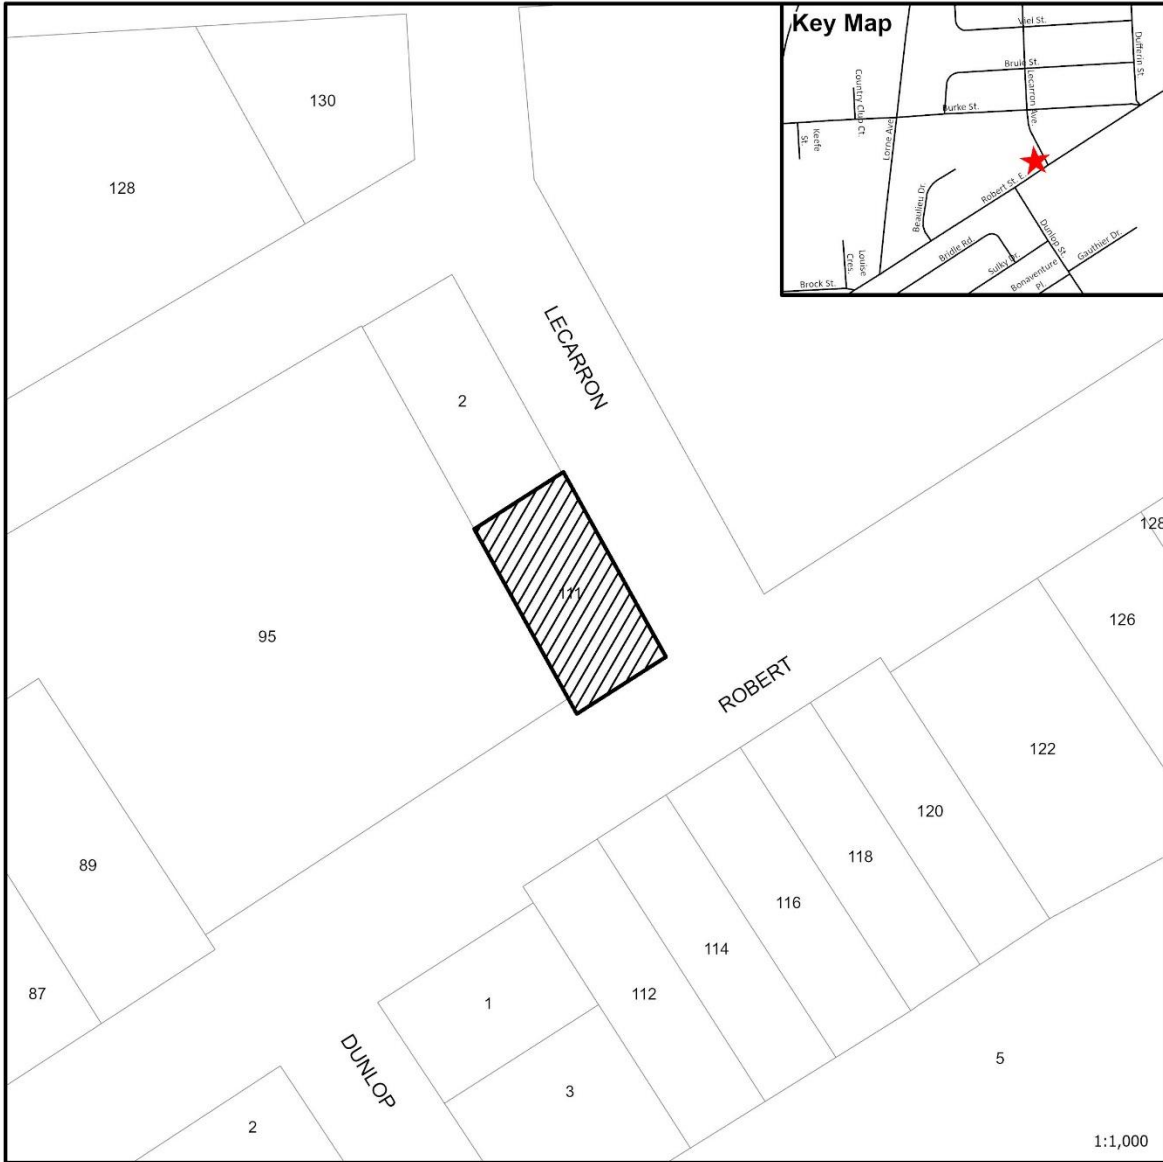 Key Map
Viel St.
Dufferin St.
Bruie St.
Lecarron Ave.
Country Club Ct.
Burke St.
Keefe
St.
Lorne Ave
Robert St. E.
Beaulieu Dr.
Dunlop St.
Gauthier Dr.
Bridle Rd.
Sulky Dr.
Louise
Cres.
Bonaventure
Pl.
Brock St.
130
128
LECARRON
2
128
111
126
95
ROBERT
122
120
118
89
116
114
87
112
1
5
DUNLOP
3
2
1:1,000